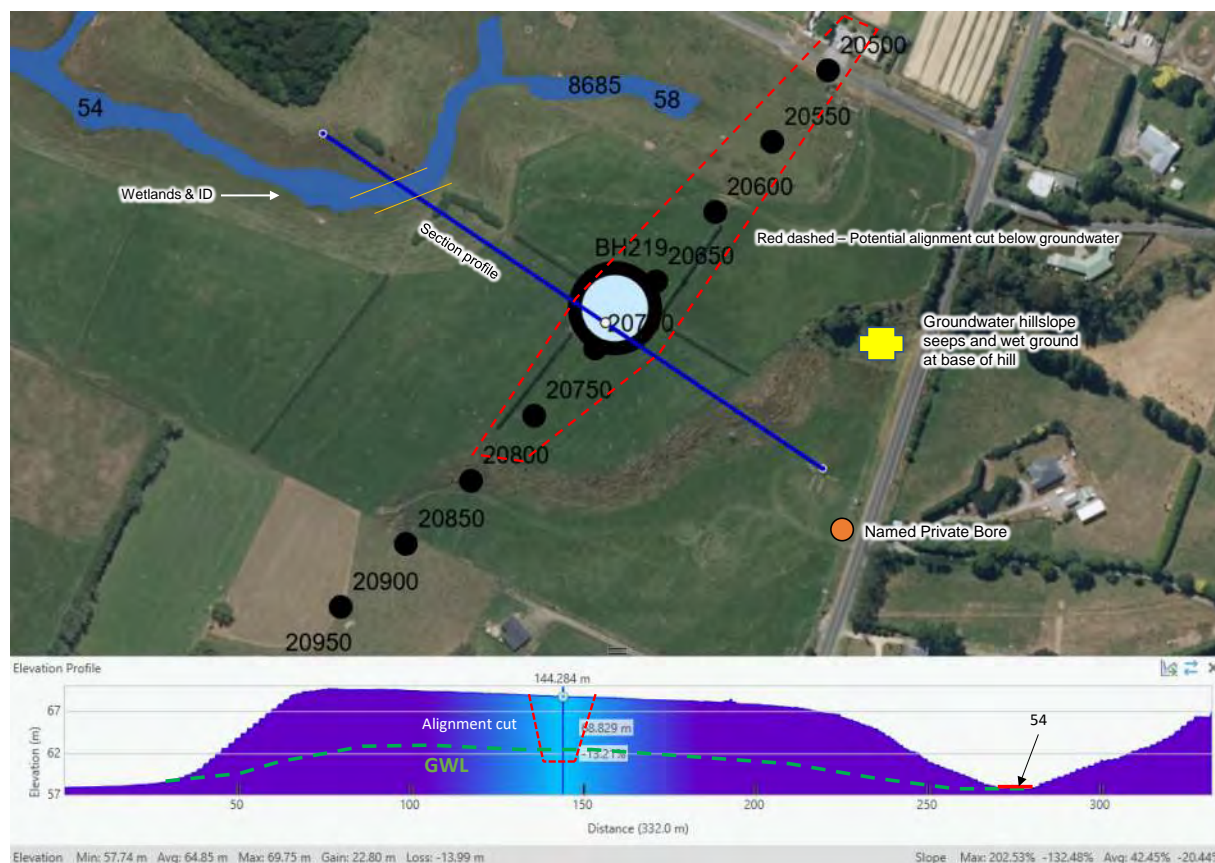 20500
54
8685
58
20550
20600
Wetlands & ID
Section profile
BH219
20650
Red dashed – Potential alignment cut below groundwater
Groundwater hillslope
seeps and wet ground
at base of hill
20750
20800
Named Private Bore
20850
20900
20950
Elevation Profile
144.284 m
67
62
57
Elevation (m)
Alignment cut
68.829 m
-13.21%
GWL
54
50
100
150
200
250
300
Distance (332.0 m)
Elevation Min: 57.74 m Avg: 64.85 m Max: 69.75 m Gain: 22.80 m Loss: -13.99 m
Slope Max: 202.53% -132.48% Avg: 42.45% -20.44%